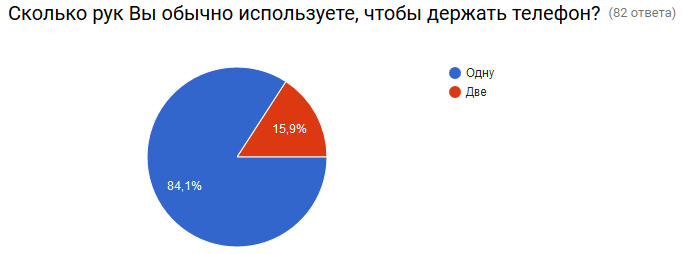 Сколько рук Вы обычно используете, чтобы держать телефон? (82 ответа)
Одну
Две
15,9%
84,1%